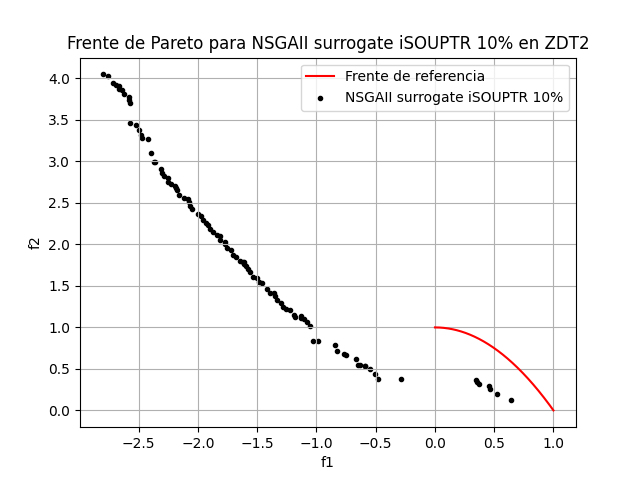 Frente de Pareto para NSGAII surrogate iSOUPTR 10% en ZDT2
Frente de referencia
NSGAII surrogate iSOUPTR 10%
4.0
3.5
3.0
2.5
2.0
1.5
1.0
0.5
0.0
f2
−2.5 −2.0 −1.5 −1.0 −0.5 0.0 0.5 1.0
f1